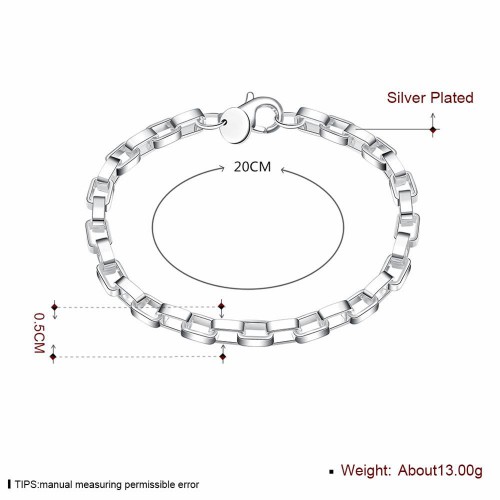 Silver Plated
20CM
0.5CM
Weight: About13.00g
TIPS:manual measuring permissible error